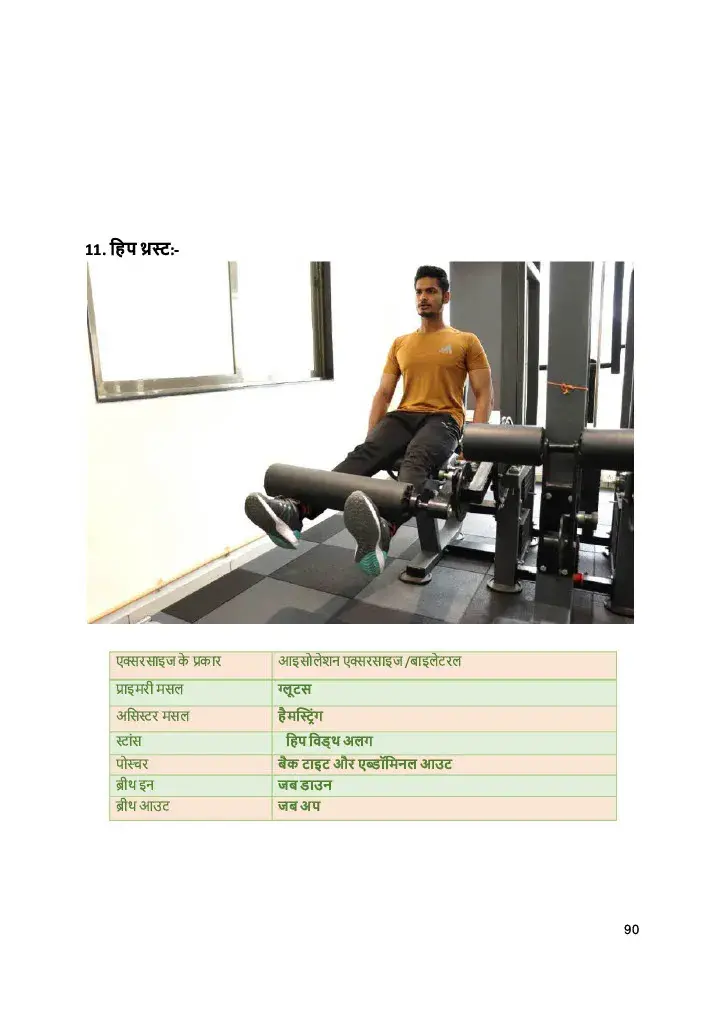 11. हिप थ्रस्ट:-
एक्सरसाइज के प्रकार आइसोलेशन एक्सरसाइज /बाइलेटरल
प्राइमरी मसल ग्लूटस
असिस्टर मसल हैमस्ट्रिंग
स्टांस हिप विड्थ अलग
पोस्चर बैक टाइट और एब्डॉमिनल आउट
ब्रीथ इन जब डाउन
ब्रीथ आउट जब अप
90